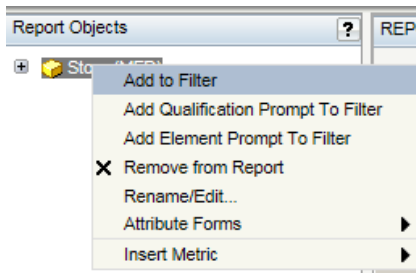 Report Objects ? REP
Add to Filter
Add Qualification Prompt To Filter
Add Element Prompt To Filter
Remove from Report
Rename/Edit...
Attribute Forms
Insert Metric